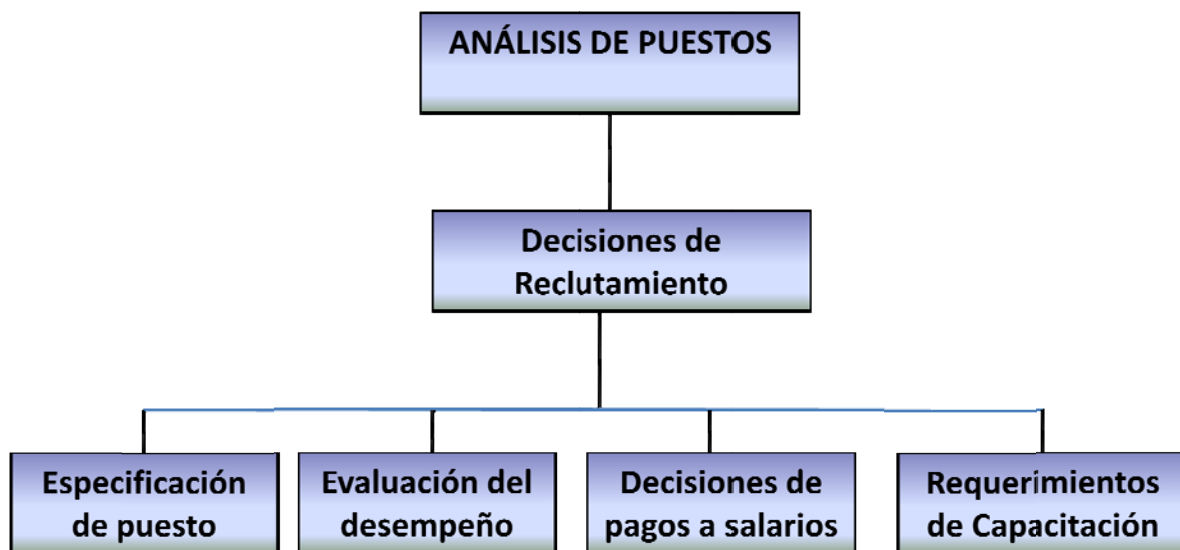 ANÁLISIS DE PUESTOS
Decisiones de
Reclutamiento
Especificación
de puesto
Evaluación del
desempeño
Decisiones de
pagos a salarios
Requerimientos
de Capacitación